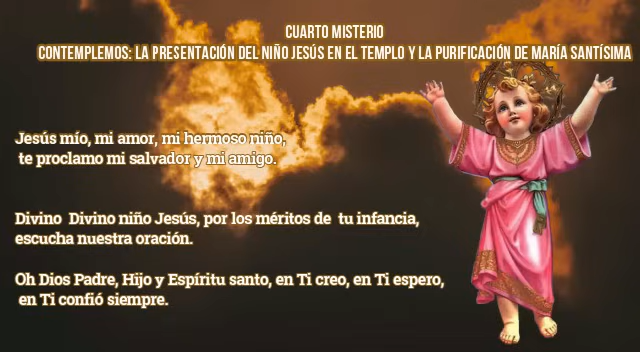 CUARTO MISTERIO
CONTEMPLEMOS: LA PRESENTACIÓN DEL NIÑO JESÚS EN EL TEMPLO Y LA PURIFICACIÓN DE MARÍA SANTÍSIMA
Jesús mío, mi amor, mi hermoso niño,
te proclamo mi salvador y mi amigo.
Divino  Divino niño Jesús, por los méritos de  tu infancia,
escucha nuestra oración.
Oh Dios Padre, Hijo y Espíritu santo, en Ti creo, en Ti espero,
en Ti confió siempre.